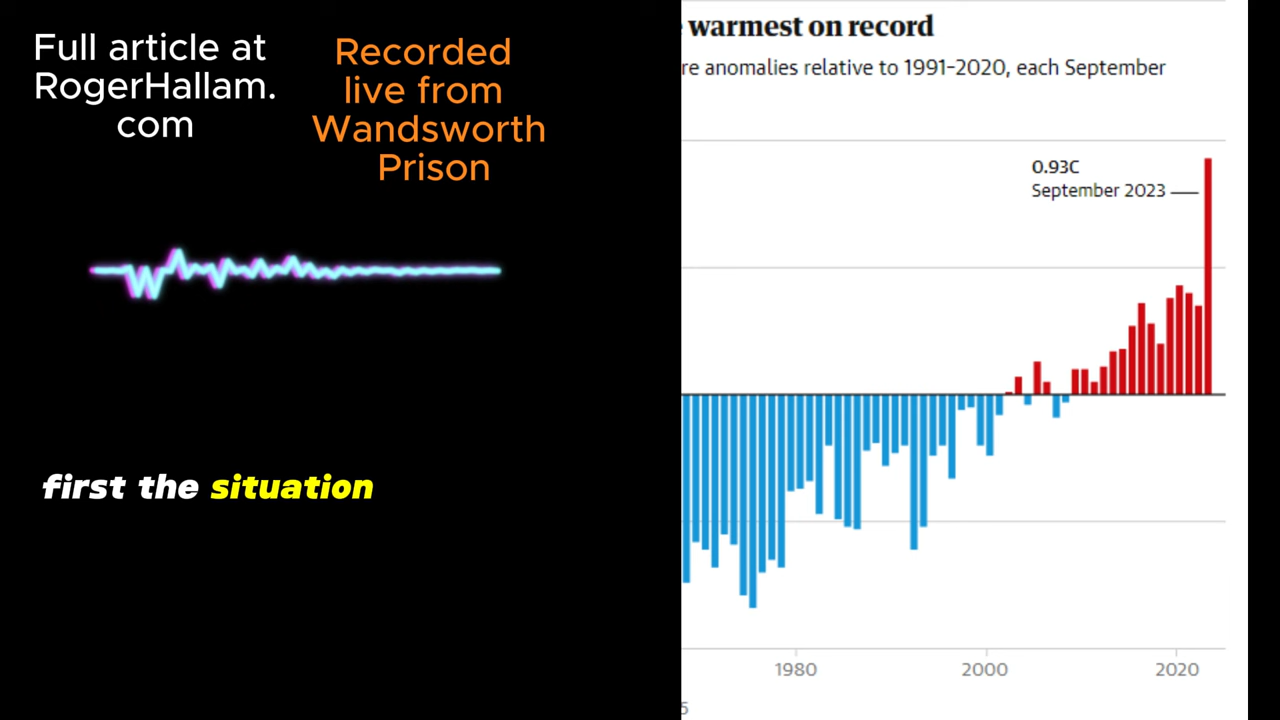 Full article at
RogerHallam.
com
Recorded
live from
Wandsworth
Prison
first the situation
warmest on record
re anomalies relative to 1991–2020, each September
0.93C
September 2023
1980
2000
2020
5